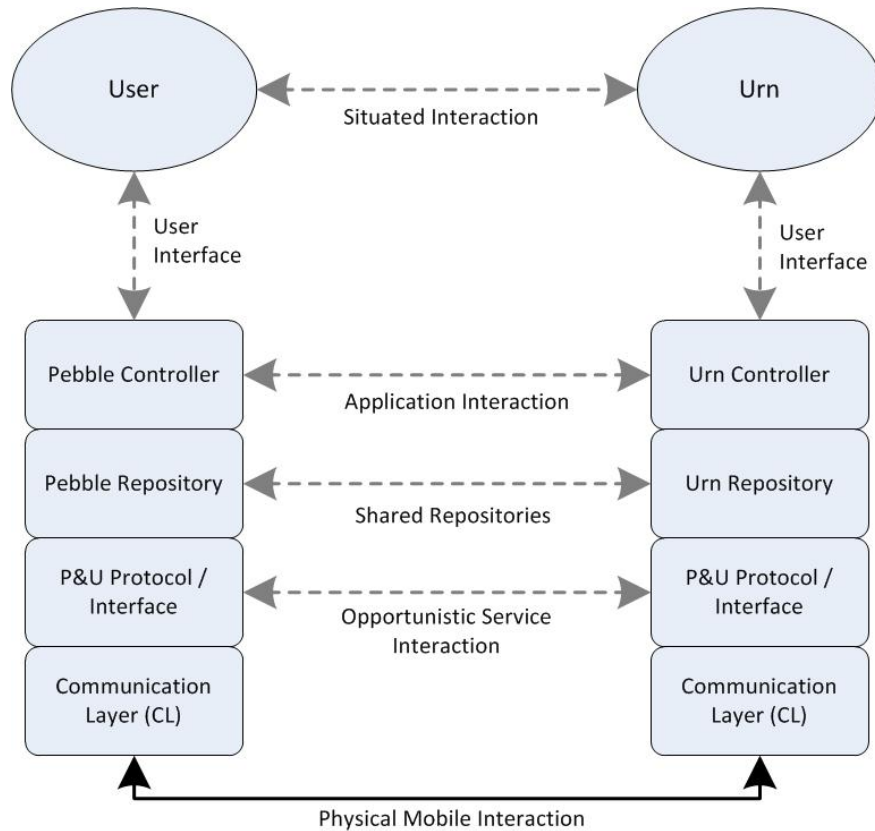 User
Urn
Situated Interaction
User
Interface
User
Interface
Pebble Controller
Urn Controller
Application Interaction
Pebble Repository
Urn Repository
Shared Repositories
P&U Protocol /
Interface
P&U Protocol /
Interface
Opportunistic Service
Interaction
Communication
Layer (CL)
Communication
Layer (CL)
Physical Mobile Interaction